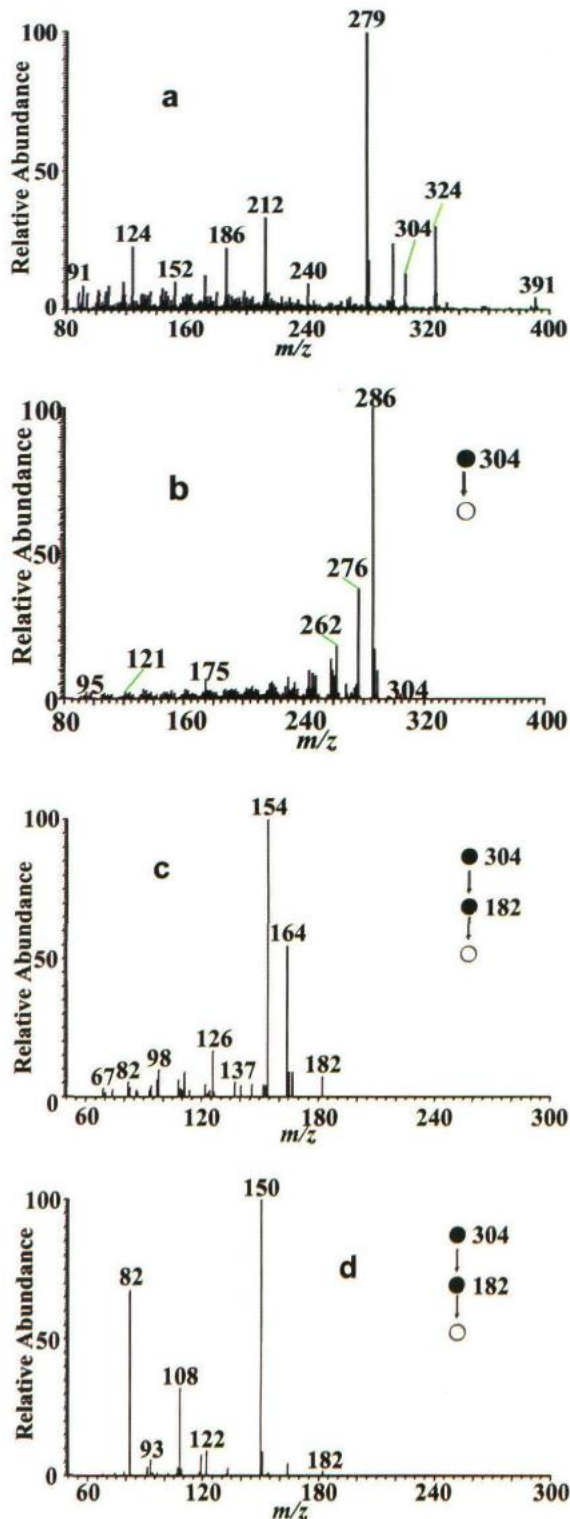 100
279
a
Relative Abundance
50
212
324
304
124
186
152
240
91
391
0
80 160 240 320 400
m/z
100
286
304
b
Relative Abundance
50
276
262
121
175
95
304
0
80 160 240 320 400
m/z
154
100
c
304
182
Relative Abundance
164
50
126
98
137
182
67 82
0
60 120 180 240 300
m/z
150
100
d
304
182
82
Relative Abundance
50
108
122
93
182
0
60 120 180 240 300
m/z